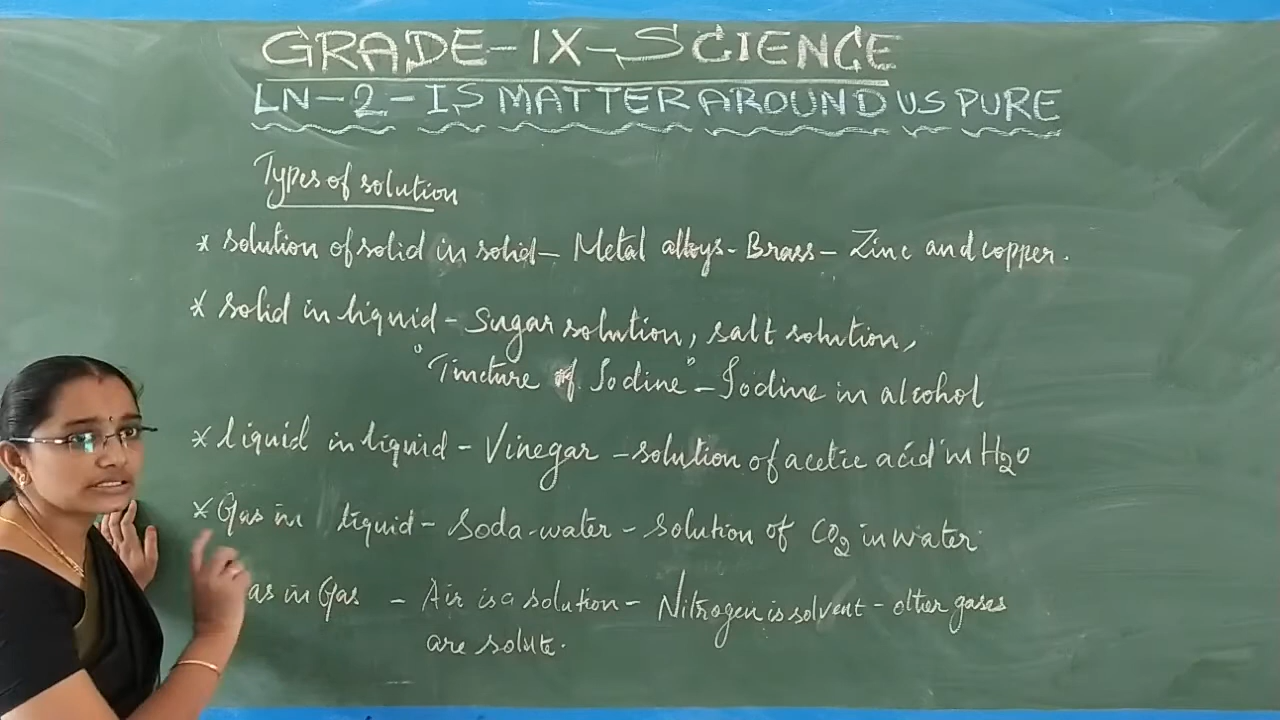 GRADE-IX-SCIENCE
LN-2-IS MATTER AROUND US PURE
Types of solution
* solution of solid in solid - Metal alloys - Brass - Zinc and copper.
* solid in liquid - Sugar solution, salt solution,
"Tincture of Iodine" - Iodine in alcohol
* liquid in liquid - Vinegar - solution of acetic acid in H2O
* Gas in liquid - Soda-water - solution of CO2 in water.
as in Gas - Air is a solution - Nitrogen is solvent - other gases
are solute.